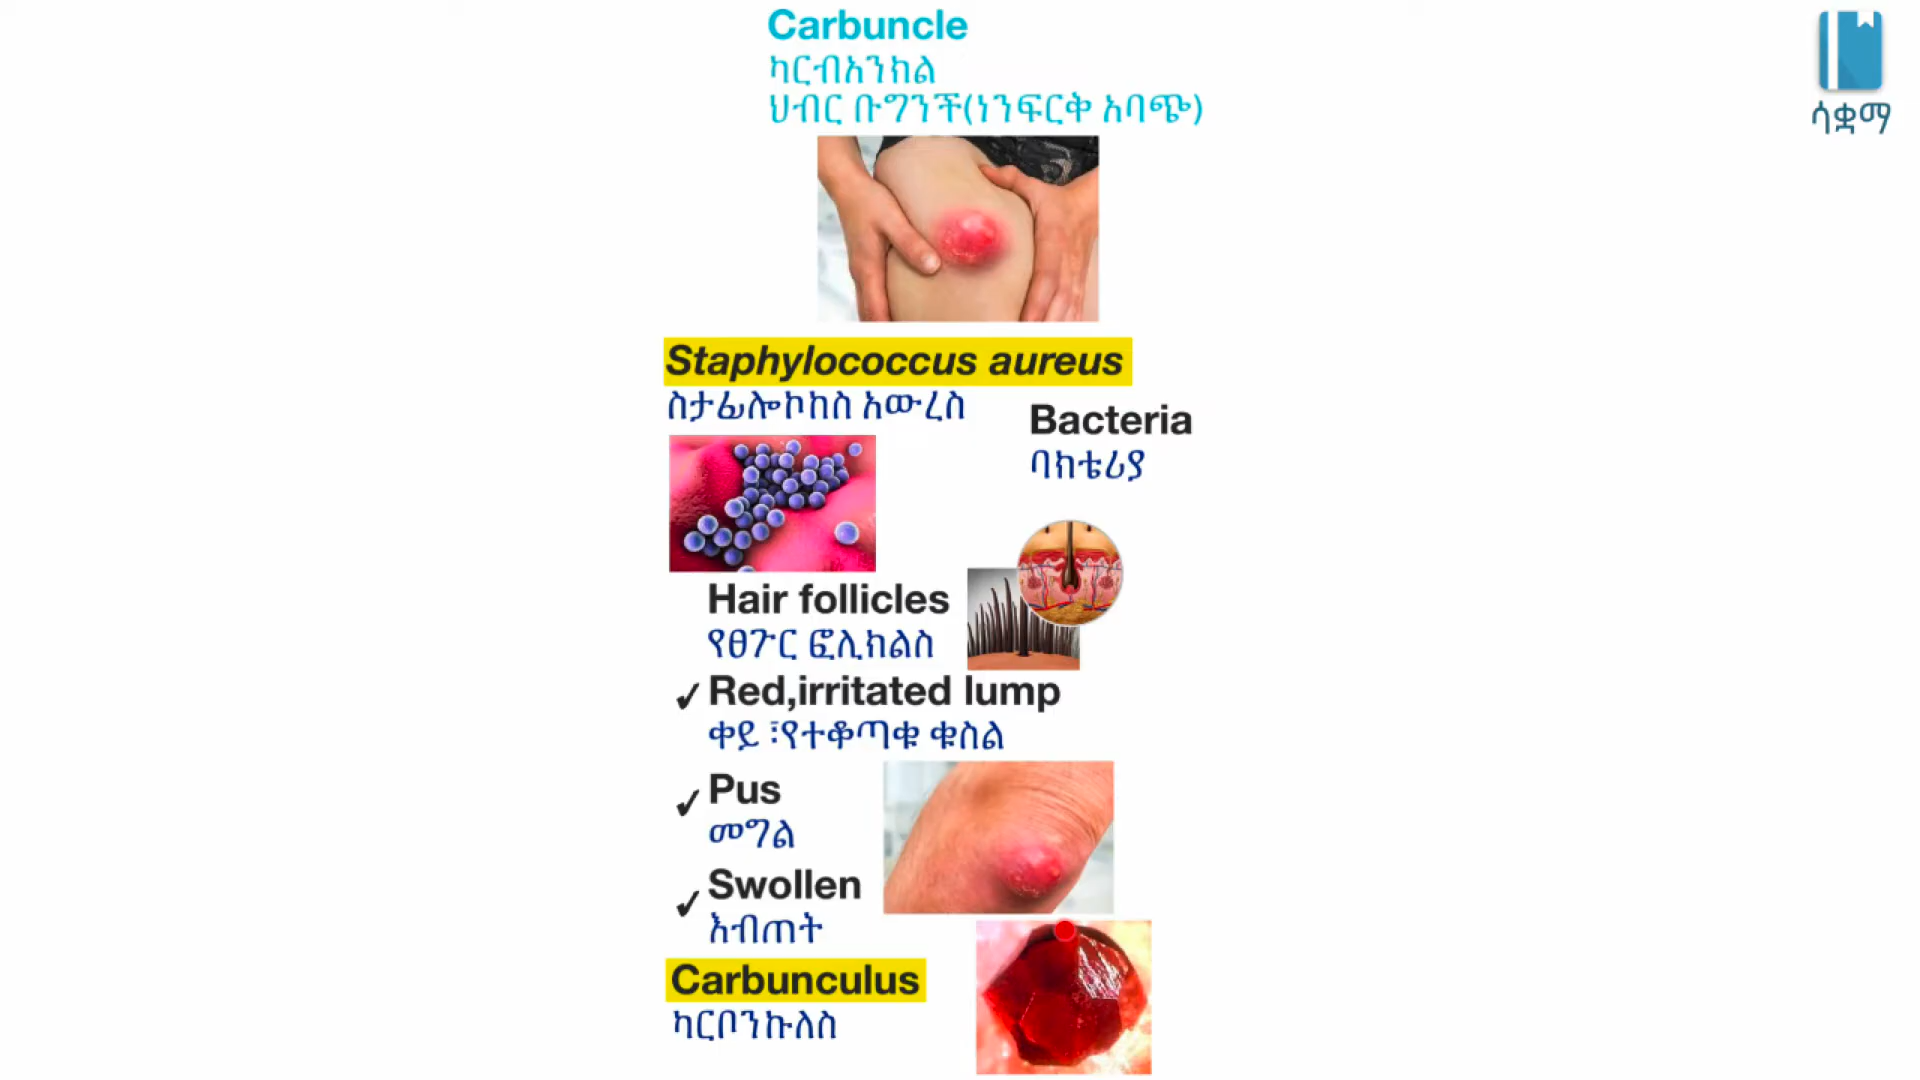 Carbuncle
ካርብአንክል
ህብር ቡግንች(ነንፍርቅ አባጭ)
ሳቋማ
Staphylococcus aureus
ስታፊሎኮከስ አውረስ
Bacteria
ባክቴሪያ
Hair follicles
የፀጉር ፎሊክልስ
✓Red,irritated lump
ቀይ ፣የተቆጣቁ ቁስል
✓Pus
መግል
✓Swollen
እብጠት
Carbunculus
ካርቦንኩለስ